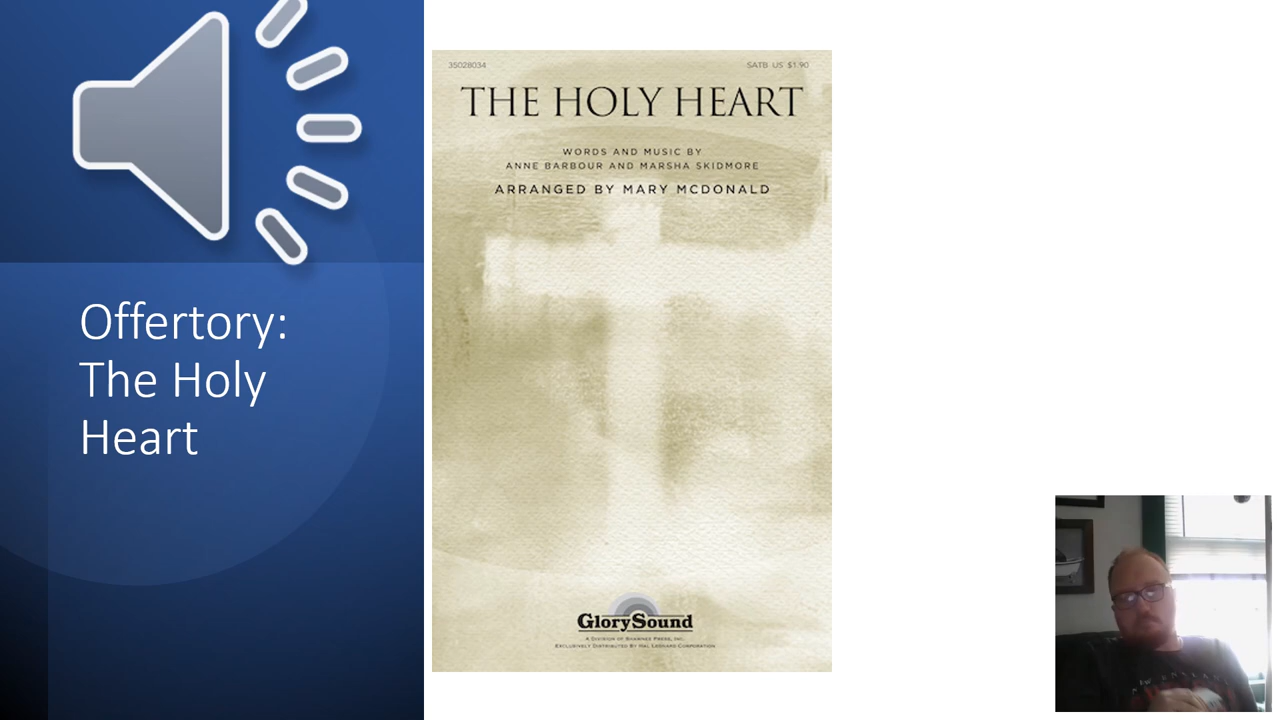 Offertory:
The Holy
Heart
35028034
SATB US $1.90
THE HOLY HEART
WORDS AND MUSIC BY
ANNE BARBOUR AND MARSHA SKIDMORE
ARRANGED BY MARY MCDONALD
GlorySound
A DIVISION OF SHAWNEE PRESS, INC.
EXCLUSIVELY DISTRIBUTED BY HAL LEONARD CORPORATION